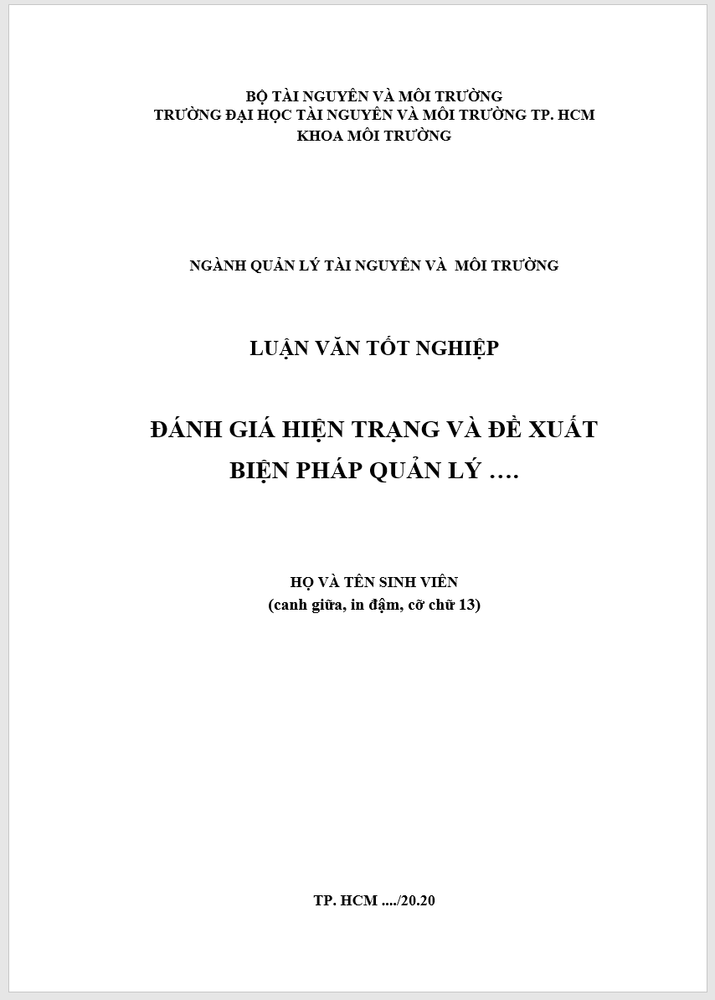 BỘ TÀI NGUYÊN VÀ MÔI TRƯỜNG
TRƯỜNG ĐẠI HỌC TÀI NGUYÊN VÀ MÔI TRƯỜNG TP. HCM
KHOA MÔI TRƯỜNG
NGÀNH QUẢN LÝ TÀI NGUYÊN VÀ  MÔI TRƯỜNG
LUẬN VĂN TỐT NGHIỆP
ĐÁNH GIÁ HIỆN TRẠNG VÀ ĐỀ XUẤT
BIỆN PHÁP QUẢN LÝ ….
HỌ VÀ TÊN SINH VIÊN
(canh giữa, in đậm, cỡ chữ 13)
TP. HCM ..../20.20